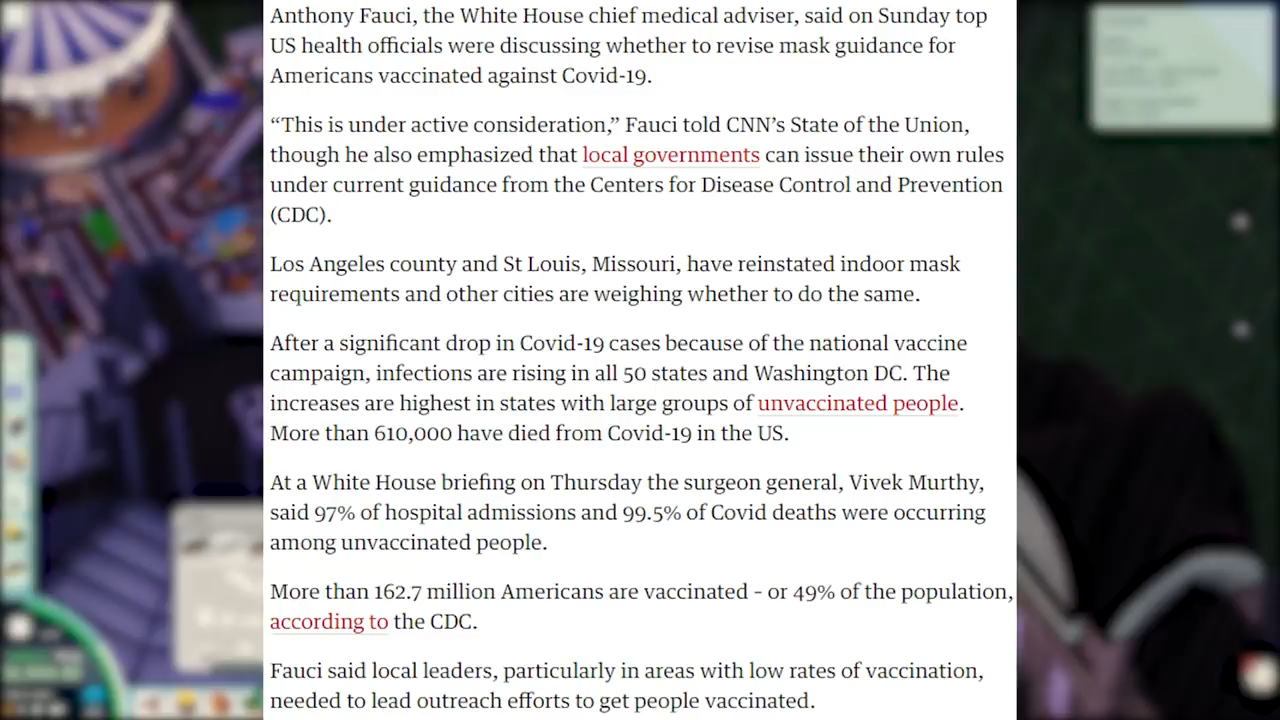 Anthony Fauci, the White House chief medical adviser, said on Sunday top
US health officials were discussing whether to revise mask guidance for
Americans vaccinated against Covid-19.
“This is under active consideration,” Fauci told CNN’s State of the Union,
though he also emphasized that local governments can issue their own rules
under current guidance from the Centers for Disease Control and Prevention
(CDC).
Los Angeles county and St Louis, Missouri, have reinstated indoor mask
requirements and other cities are weighing whether to do the same.
After a significant drop in Covid-19 cases because of the national vaccine
campaign, infections are rising in all 50 states and Washington DC. The
increases are highest in states with large groups of unvaccinated people.
More than 610,000 have died from Covid-19 in the US.
At a White House briefing on Thursday the surgeon general, Vivek Murthy,
said 97% of hospital admissions and 99.5% of Covid deaths were occurring
among unvaccinated people.
More than 162.7 million Americans are vaccinated – or 49% of the population,
according to the CDC.
Fauci said local leaders, particularly in areas with low rates of vaccination,
needed to lead outreach efforts to get people vaccinated.